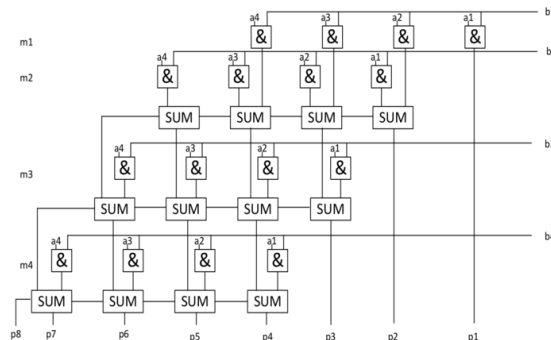 a4 a3 a2 a1 b
m1 & & & &
a4 a3 a2 a1 b
m2 & & & &
SUM SUM SUM SUM
a4 a3 a2 a1
m3 & & & &
SUM SUM SUM SUM
a4 a3 a2 a1
m4 & & & &
SUM SUM SUM SUM
p8 p7 p6 p5 p4 p3 p2 p1